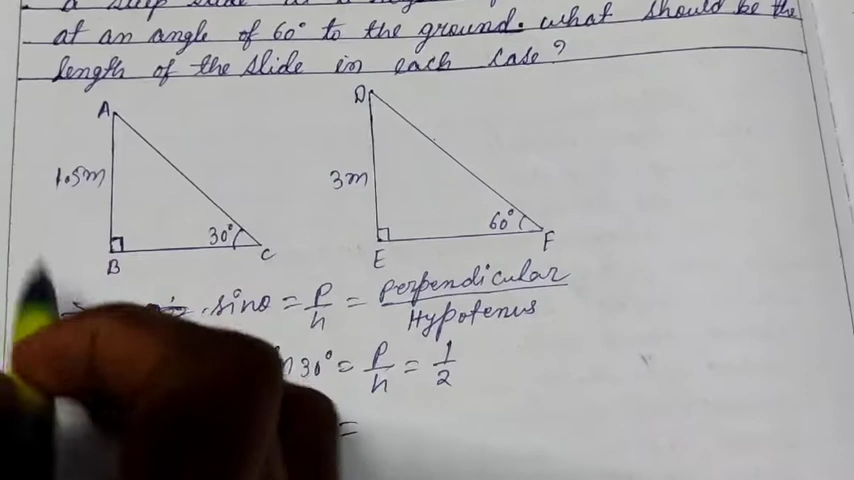 at an angle of 60° to the ground. what should be the
length of the slide in each case?
A
D
1.5m
3m
30°
60°
B
C
E
F
sinθ = P/h = Perpendicular/Hypotenus
30° = P/h = 1/2
=